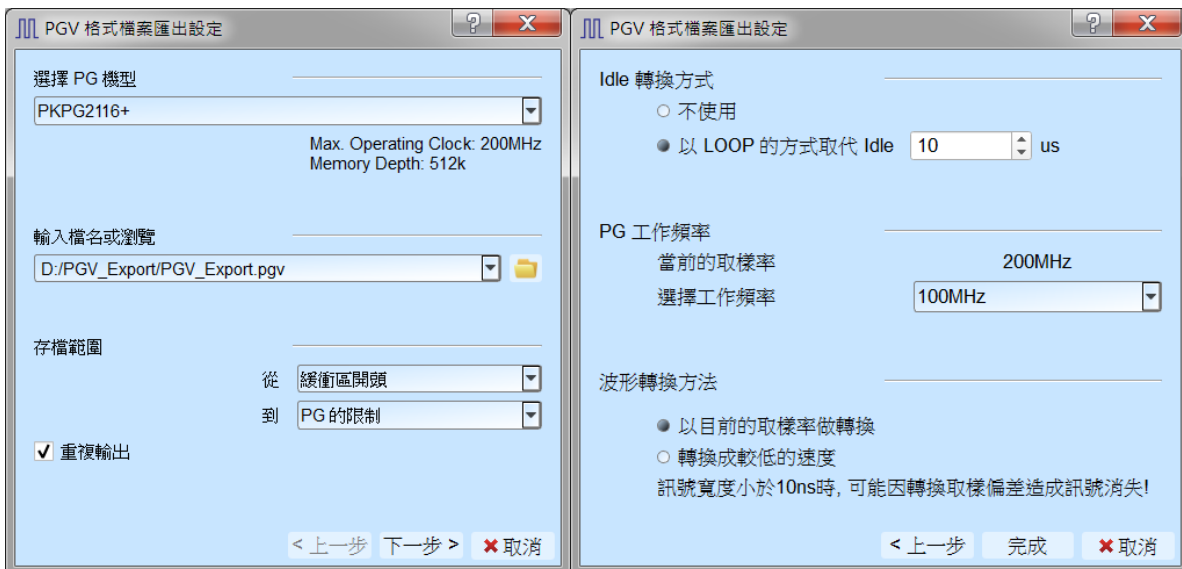 PGV 格式檔案匯出設定
選擇 PG 機型
PKPG2116+
Max. Operating Clock: 200MHz
Memory Depth: 512k
輸入檔名或瀏覽
D:/PGV_Export/PGV_Export.pgv
存檔範圍
從 緩衝區開頭
到 PG 的限制
重複輸出
< 上一步 下一步 > 取消
PGV 格式檔案匯出設定
Idle 轉換方式
不使用
以 LOOP 的方式取代 Idle 10 us
PG 工作頻率
當前的取樣率 200MHz
選擇工作頻率 100MHz
波形轉換方法
以目前的取樣率做轉換
轉換成較低的速度
訊號寬度小於10ns時, 可能因轉換取樣偏差造成訊號消失!
< 上一步 完成 取消